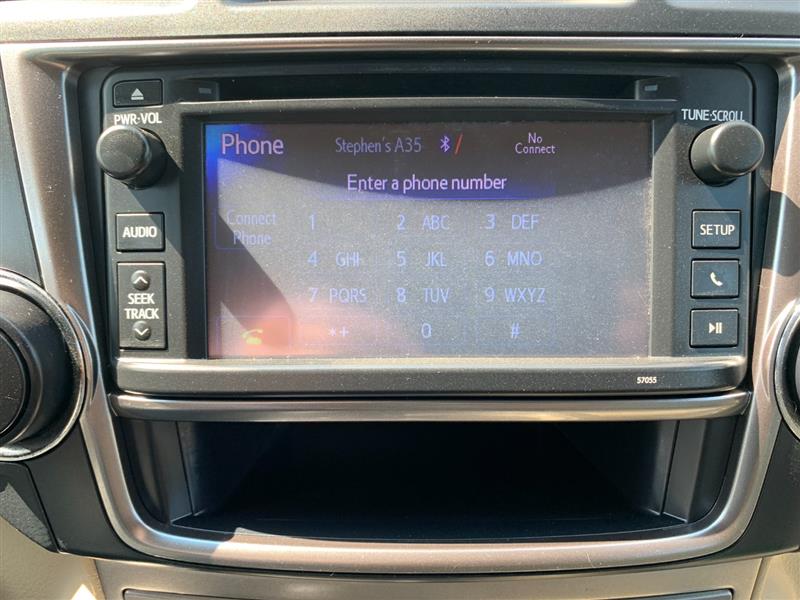 PWR·VOL
TUNE·SCROLL
Phone
Stephen's A35
No
Connect
Enter a phone number
Connect
Phone
1
2 ABC
3 DEF
4 GHI
5 JKL
6 MNO
7 PQRS
8 TUV
9 WXYZ
*+
0
#
AUDIO
SEEK
TRACK
SETUP
57055